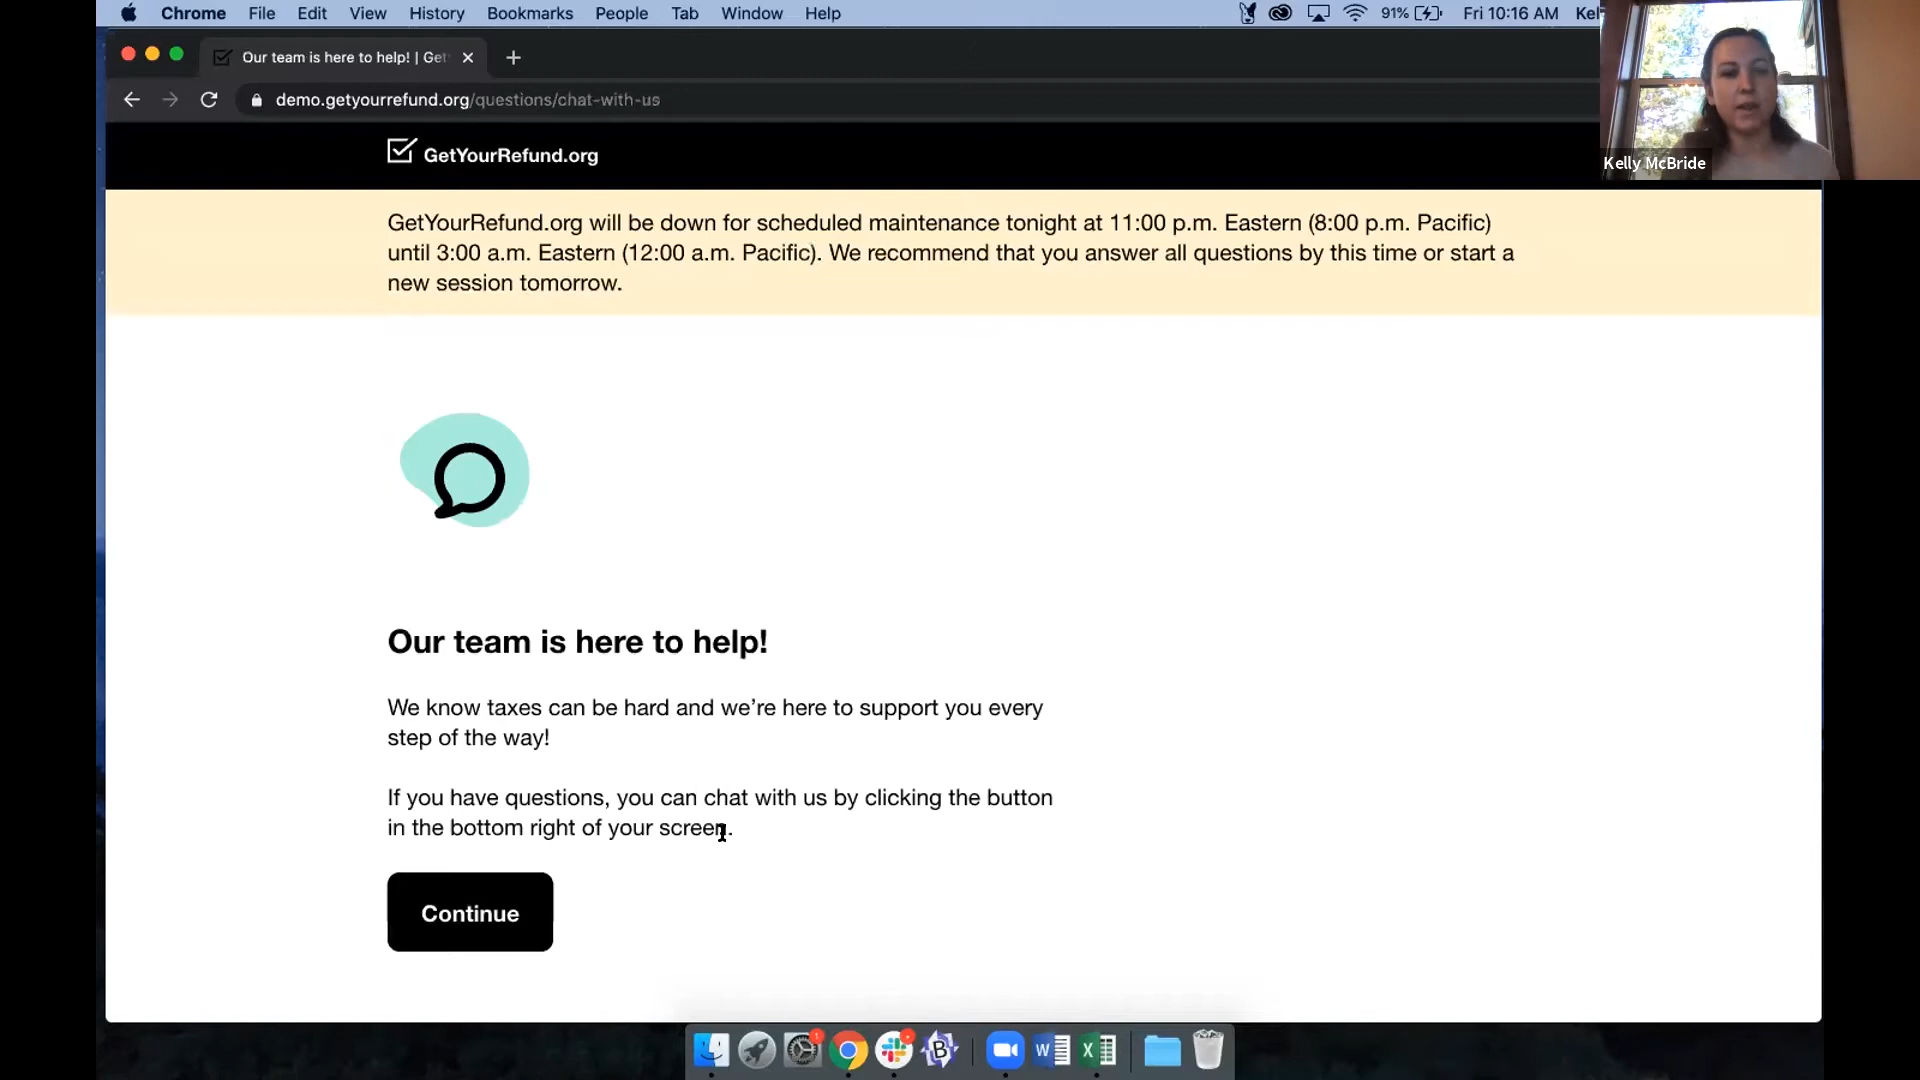 Chrome File Edit View History Bookmarks People Tab Window Help 91% Fri 10:16 AM Kel
Our team is here to help! | Get
demo.getyourrefund.org/questions/chat-with-us
Kelly McBride
GetYourRefund.org
GetYourRefund.org will be down for scheduled maintenance tonight at 11:00 p.m. Eastern (8:00 p.m. Pacific)
until 3:00 a.m. Eastern (12:00 a.m. Pacific). We recommend that you answer all questions by this time or start a
new session tomorrow.
Our team is here to help!
We know taxes can be hard and we’re here to support you every
step of the way!
If you have questions, you can chat with us by clicking the button
in the bottom right of your screen.
Continue